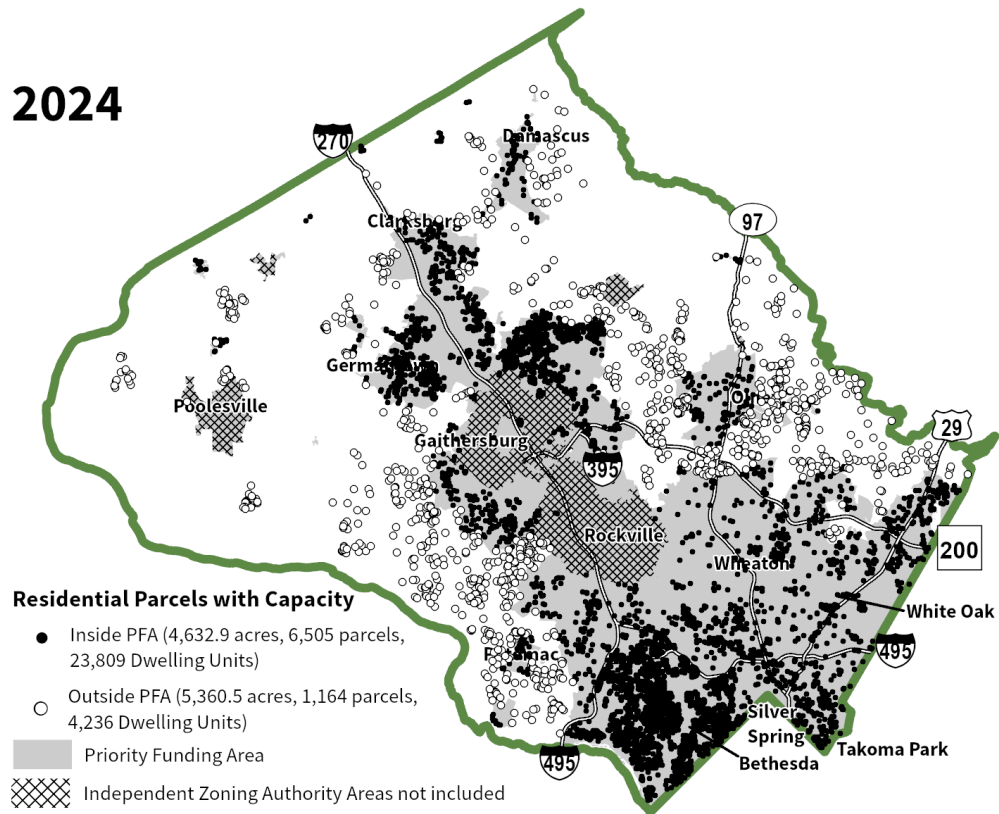 2024
270
Damascus
Clarksburg
97
Germantown
Poolesville
Gaithersburg
395
29
Rockville
Wheaton
200
White Oak
495
Silver
Spring
Takoma Park
Bethesda
495
Residential Parcels with Capacity
Inside PFA (4,632.9 acres, 6,505 parcels,
23,809 Dwelling Units)
Outside PFA (5,360.5 acres, 1,164 parcels,
4,236 Dwelling Units)
Priority Funding Area
Independent Zoning Authority Areas not included